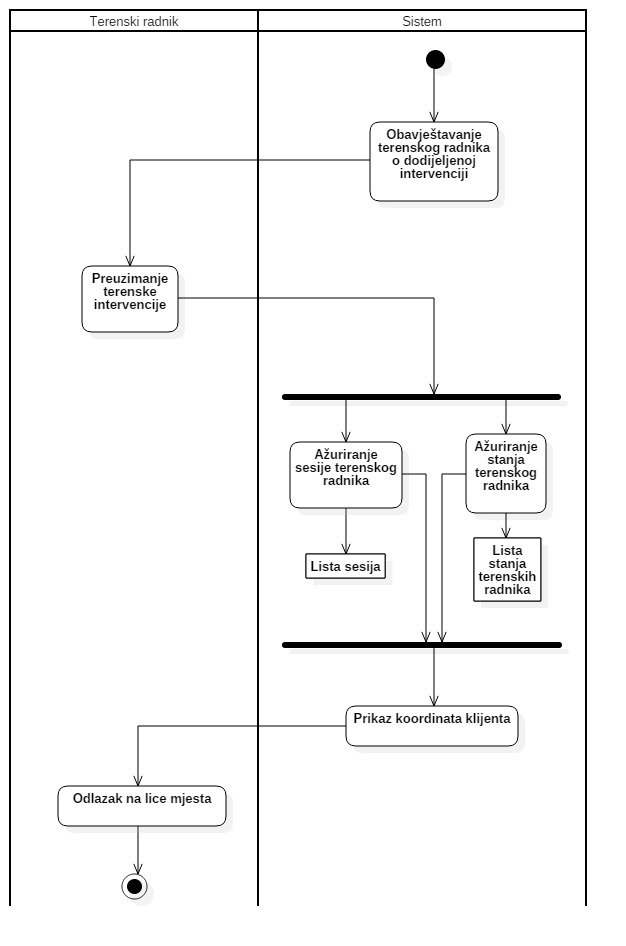 Terenski radnik
Sistem
Obavještavanje
terenskog radnika
o dodijeljenoj
intervenciji
Preuzimanje
terenske
intervencije
Ažuriranje
sesije terenskog
radnika
Ažuriranje
stanja
terenskog
radnika
Lista sesija
Lista
stanja
terenskih
radnika
Prikaz koordinata klijenta
Odlazak na lice mjesta